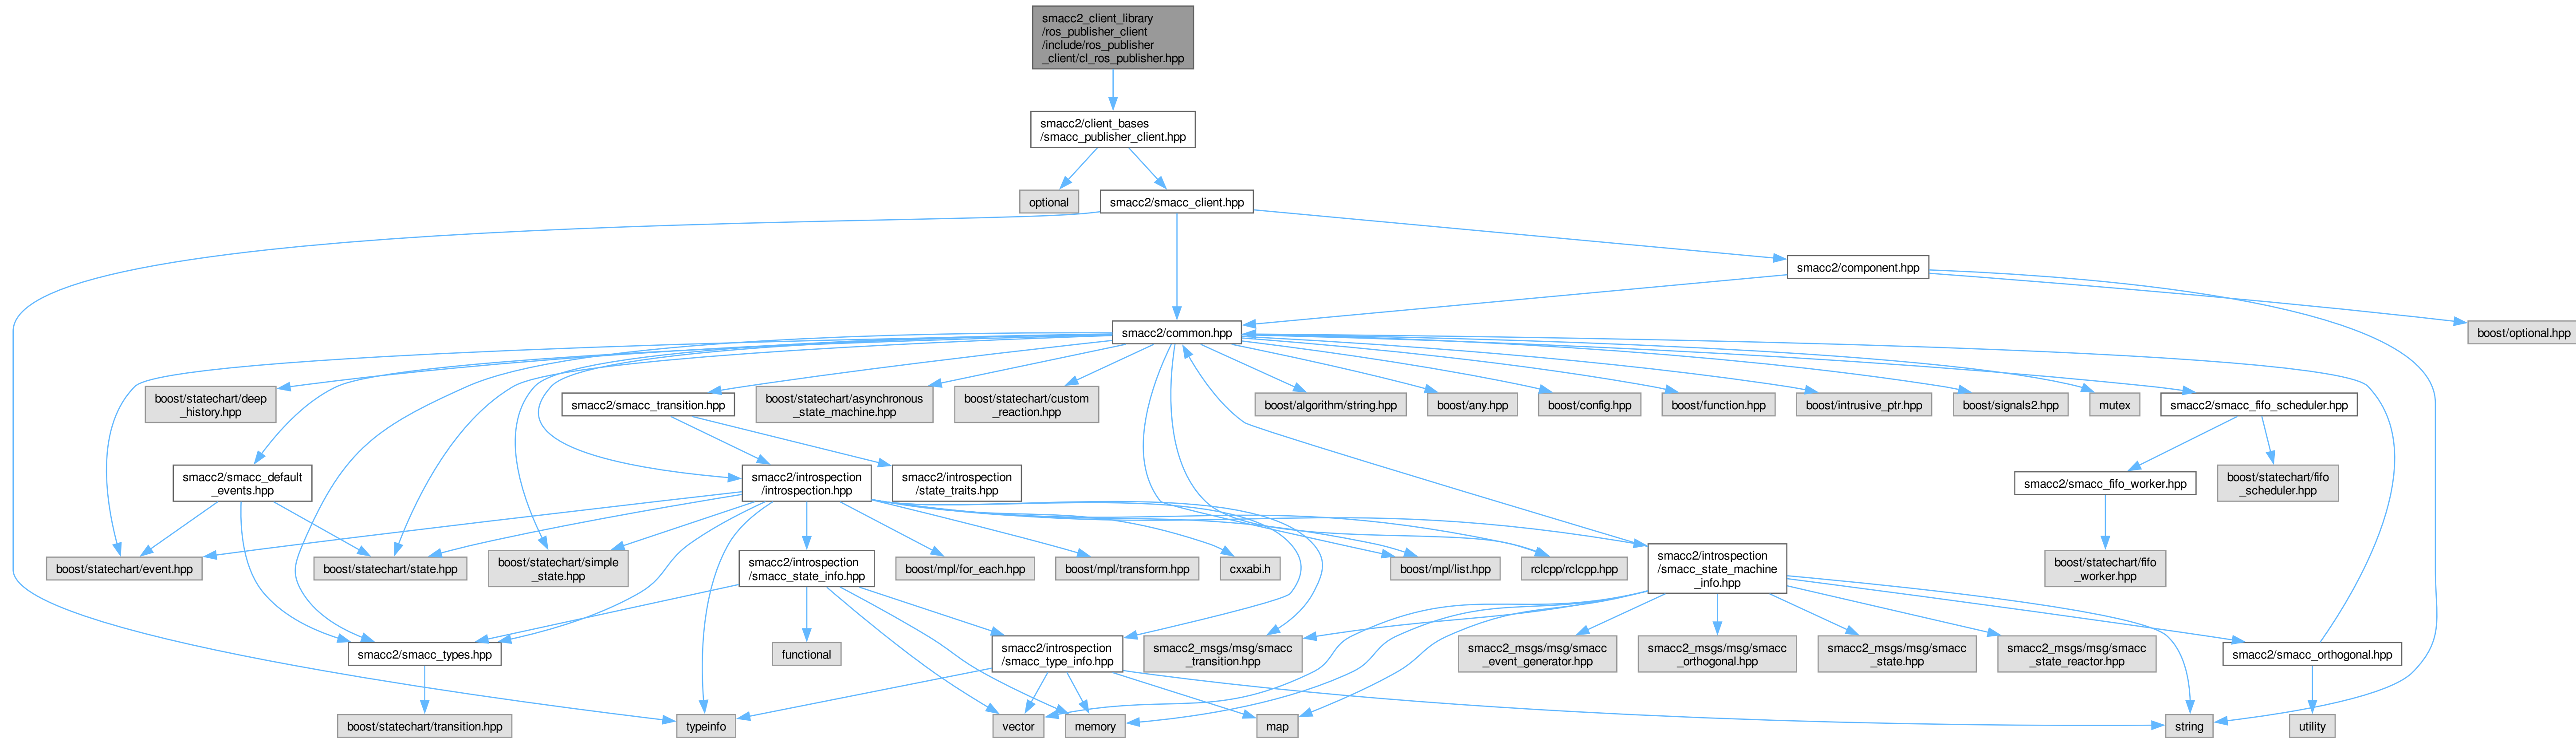 smacc2_client_library
/ros_publisher_client
/include/ros_publisher
_client/cl_ros_publisher.hpp
smacc2/client_bases
/smacc_publisher_client.hpp
optional
smacc2/smacc_client.hpp
smacc2/component.hpp
smacc2/common.hpp
boost/optional.hpp
boost/statechart/deep
_history.hpp
smacc2/smacc_transition.hpp
boost/statechart/asynchronous
_state_machine.hpp
boost/statechart/custom
_reaction.hpp
boost/algorithm/string.hpp
boost/any.hpp
boost/config.hpp
boost/function.hpp
boost/intrusive_ptr.hpp
boost/signals2.hpp
mutex
smacc2/smacc_fifo_scheduler.hpp
smacc2/smacc_default
_events.hpp
smacc2/introspection
/introspection.hpp
smacc2/introspection
/state_traits.hpp
smacc2/smacc_fifo_worker.hpp
boost/statechart/fifo
_scheduler.hpp
boost/statechart/event.hpp
boost/statechart/state.hpp
boost/statechart/simple
_state.hpp
smacc2/introspection
/smacc_state_info.hpp
boost/mpl/for_each.hpp
boost/mpl/transform.hpp
cxxabi.h
boost/mpl/list.hpp
rclcpp/rclcpp.hpp
smacc2/introspection
/smacc_state_machine
_info.hpp
boost/statechart/fifo
_worker.hpp
smacc2/smacc_types.hpp
functional
smacc2/introspection
/smacc_type_info.hpp
smacc2_msgs/msg/smacc
_transition.hpp
smacc2_msgs/msg/smacc
_event_generator.hpp
smacc2_msgs/msg/smacc
_orthogonal.hpp
smacc2_msgs/msg/smacc
_state.hpp
smacc2_msgs/msg/smacc
_state_reactor.hpp
smacc2/smacc_orthogonal.hpp
boost/statechart/transition.hpp
typeinfo
vector
memory
map
string
utility